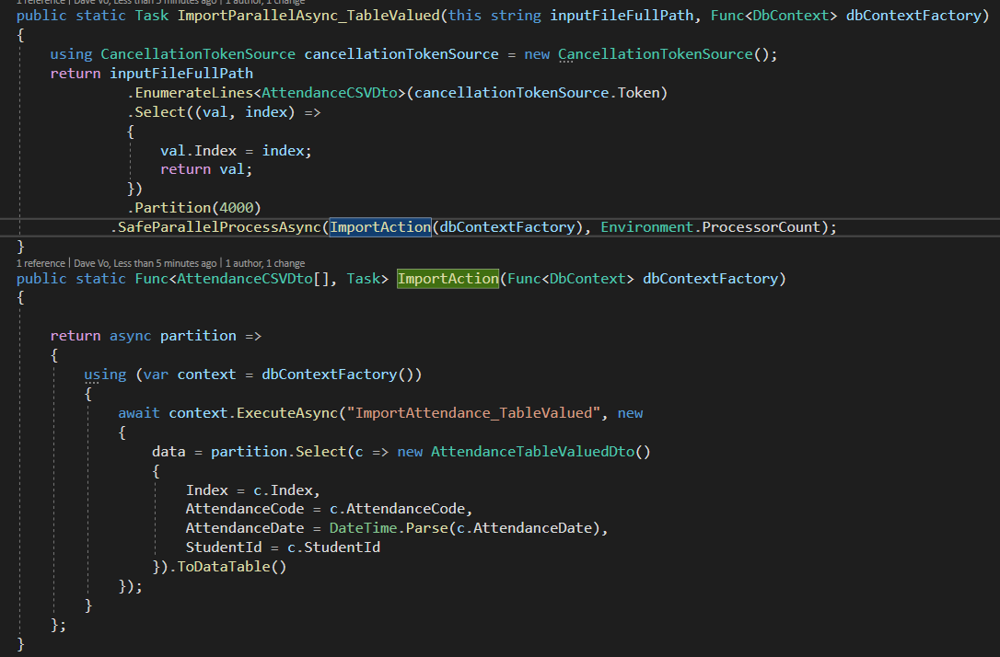 1 reference | Dave Vo, Less than 5 minutes ago | 1 author, 1 change
public static Task ImportParallelAsync_TableValued(this string inputFileFullPath, Func<DbContext> dbContextFactory)
{
using CancellationTokenSource cancellationTokenSource = new CancellationTokenSource();
return inputFileFullPath
.EnumerateLines<AttendanceCSVDto>(cancellationTokenSource.Token)
.Select((val, index) =>
{
val.Index = index;
return val;
})
.Partition(4000)
.SafeParallelProcessAsync(ImportAction(dbContextFactory), Environment.ProcessorCount);
}
1 reference | Dave Vo, Less than 5 minutes ago | 1 author, 1 change
public static Func<AttendanceCSVDto[], Task> ImportAction(Func<DbContext> dbContextFactory)
{
return async partition =>
{
using (var context = dbContextFactory())
{
await context.ExecuteAsync("ImportAttendance_TableValued", new
{
data = partition.Select(c => new AttendanceTableValuedDto()
{
Index = c.Index,
AttendanceCode = c.AttendanceCode,
AttendanceDate = DateTime.Parse(c.AttendanceDate),
StudentId = c.StudentId
}).ToDataTable()
});
}
};
}